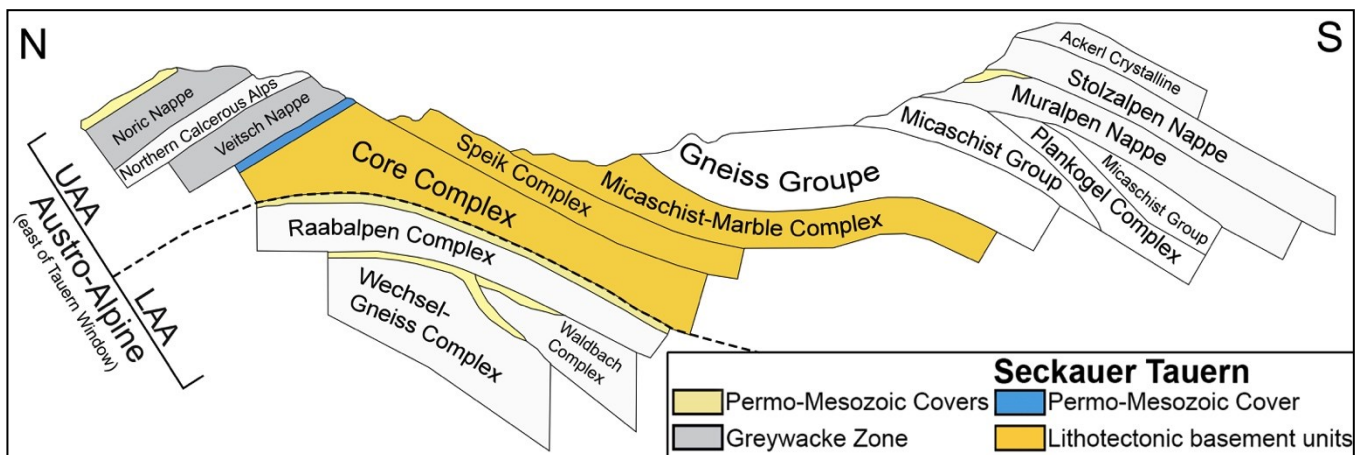 N
S
Noric Nappe
Northern Calcerous Alps
Veitsch Nappe
Core Complex
Speik Complex
Micaschist-Marble Complex
Gneiss Groupe
Micaschist Group
Plankogel Complex
Micaschist Group
Muralpen Nappe
Stolzalpen Nappe
Ackerl Crystalline
Raabalpen Complex
Wechsel-
Gneiss Complex
Waldbach
Complex
UAA
LAA
Austro-Alpine
(east of Tauern Window)
Seckauer Tauern
Permo-Mesozoic Covers
Permo-Mesozoic Cover
Greywacke Zone
Lithotectonic basement units